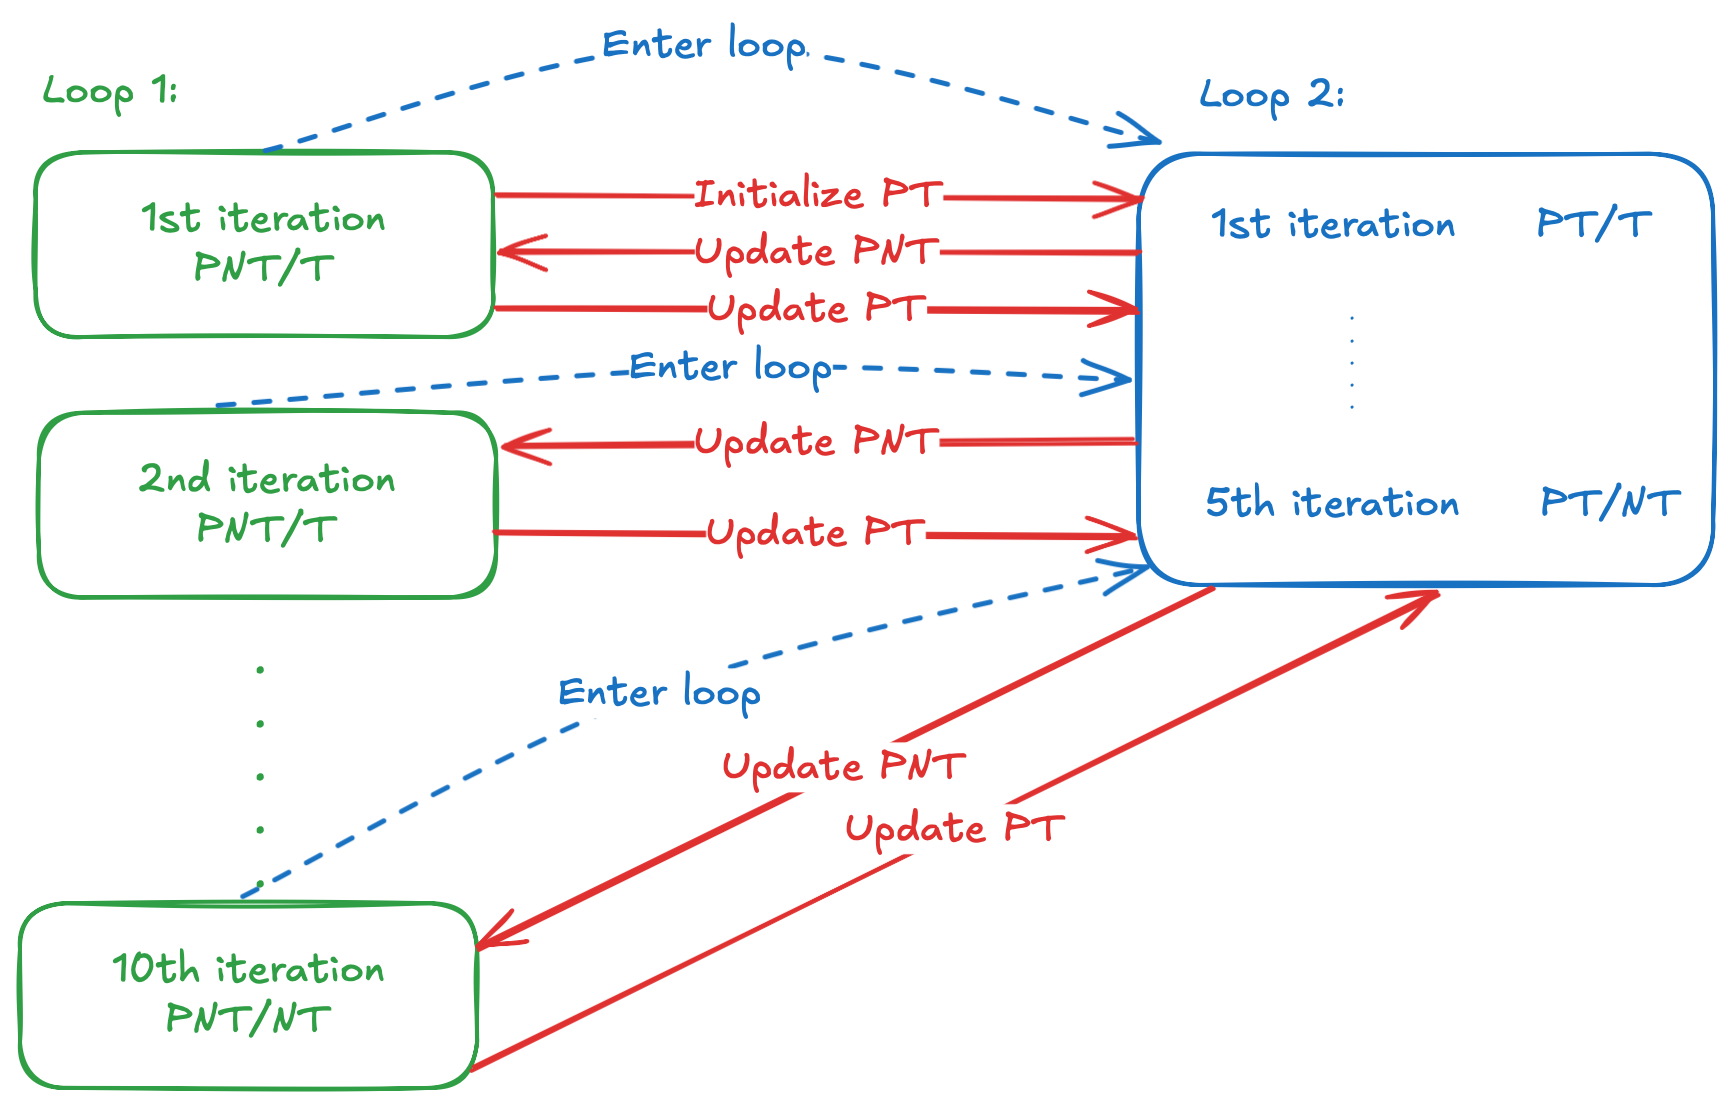 Enter loop
Loop 1:
Loop 2:
1st iteration
PNT/T
Initialize PT
Update PNT
Update PT
1st iteration PT/T
Enter loop
2nd iteration
PNT/T
Update PNT
Update PT
5th iteration PT/NT
Enter loop
Update PNT
Update PT
10th iteration
PNT/NT